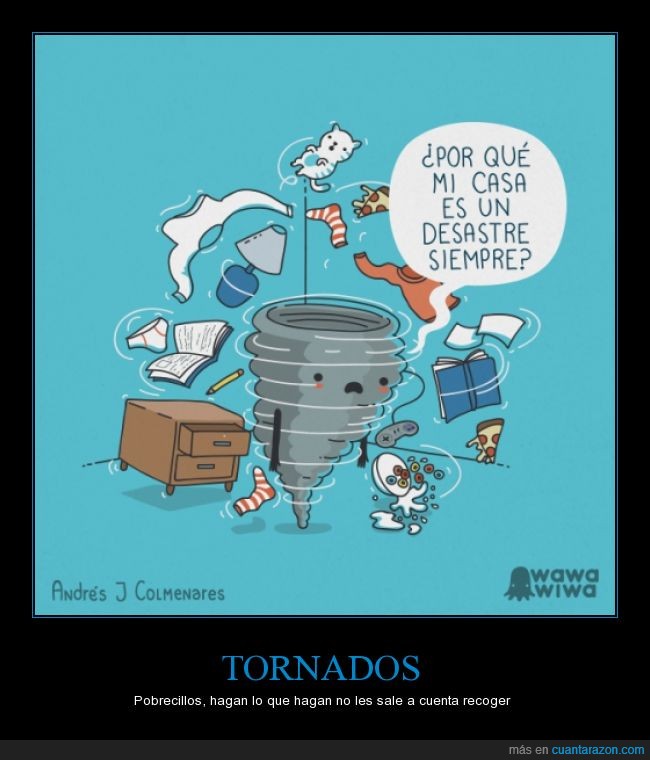 ¿POR QUÉ
MI CASA
ES UN
DESASTRE
SIEMPRE?
ANDRÉS J COLMENARES
wawa
wiwa
TORNADOS
Pobrecillos, hagan lo que hagan no les sale a cuenta recoger
más en cuantarazon.com